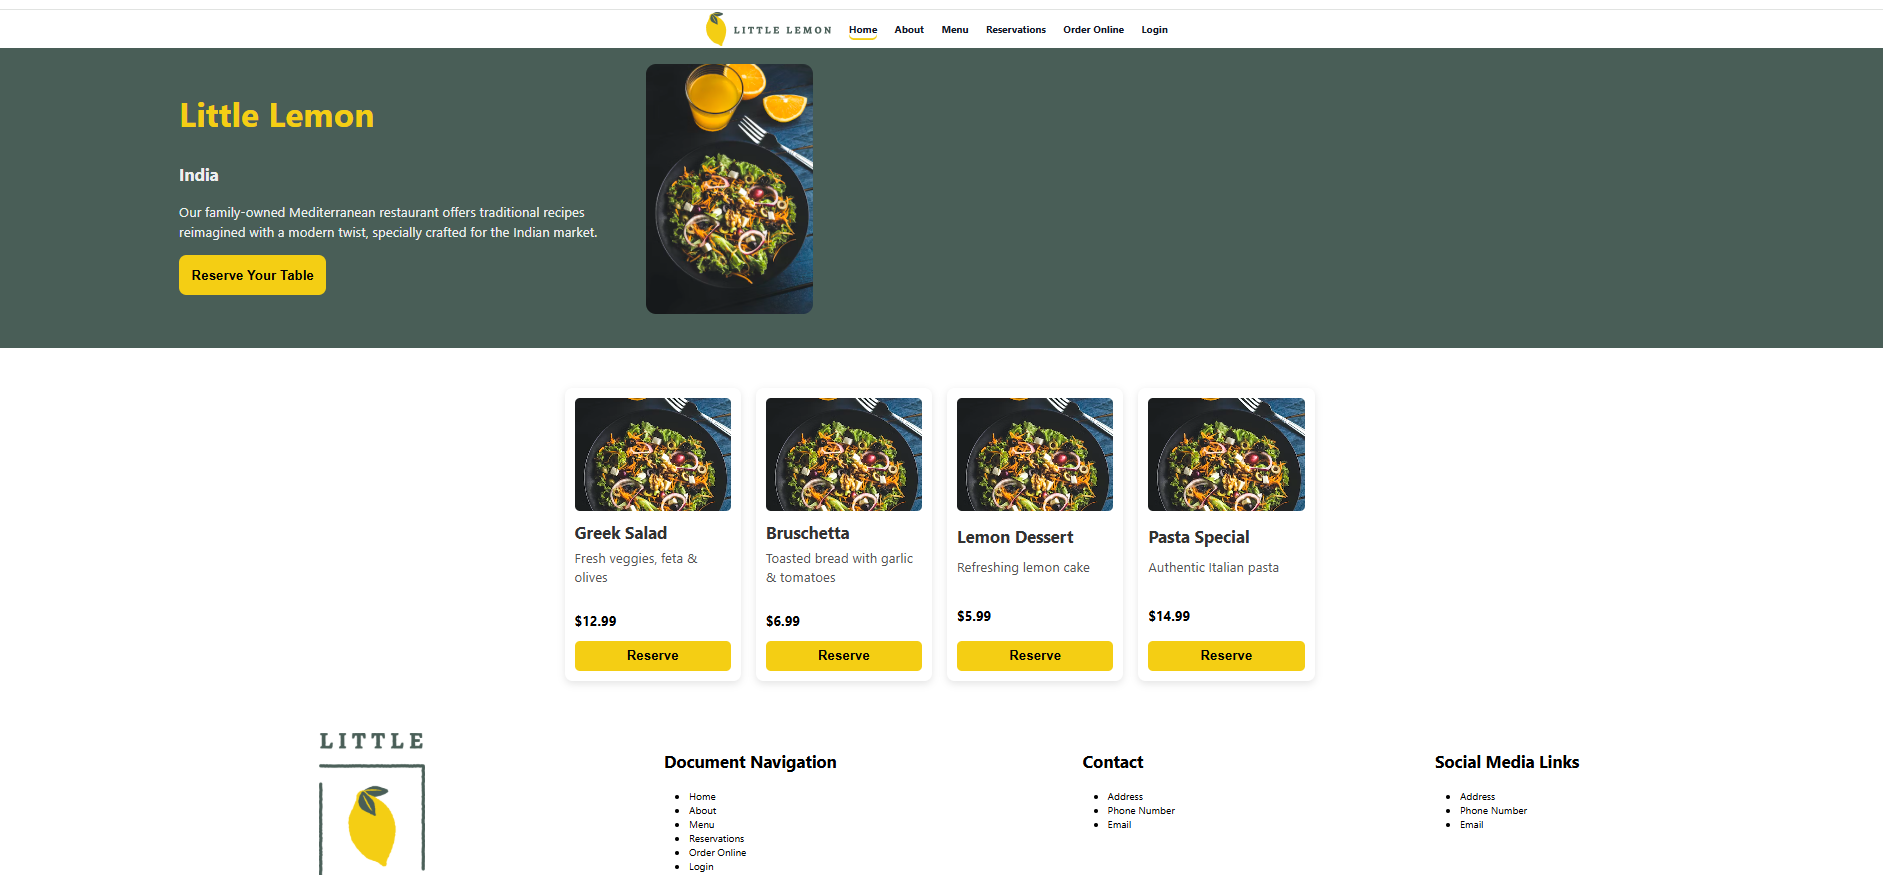 LITTLE LEMON
Home About Menu Reservations Order Online Login
Little Lemon
India
Our family-owned Mediterranean restaurant offers traditional recipes
reimagined with a modern twist, specially crafted for the Indian market.
Reserve Your Table
Greek Salad
Fresh veggies, feta &
olives
$12.99
Reserve
Bruschetta
Toasted bread with garlic
& tomatoes
$6.99
Reserve
Lemon Dessert
Refreshing lemon cake
$5.99
Reserve
Pasta Special
Authentic Italian pasta
$14.99
Reserve
LITTLE
Document Navigation
Home
About
Menu
Reservations
Order Online
Login
Contact
Address
Phone Number
Email
Social Media Links
Address
Phone Number
Email